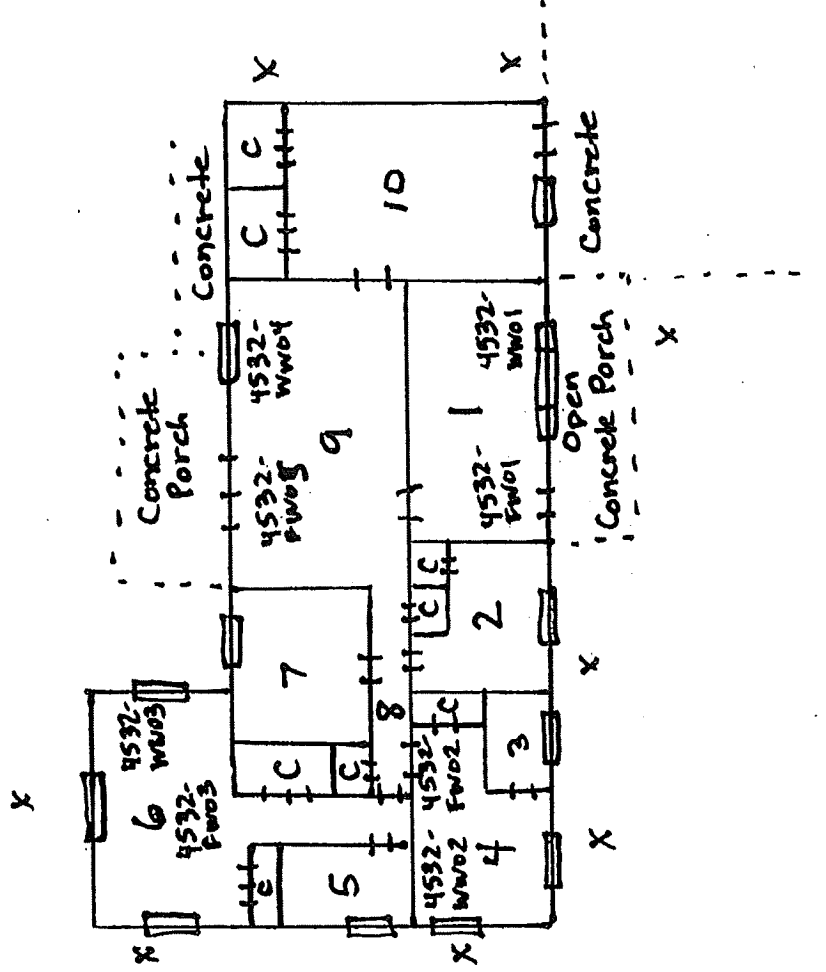 X
X
4532-
WW03
6
4532-
FW03
Concrete
Porch
Concrete
C
C
C
X
4532-
FW05
4532-
WW04
C
7
9
5
C
8
10
4532-
WW02
4532-
FW02
C
C
C
X
4
3
2
4532-
FW01
1
4532-
WW01
X
Open
Concrete Porch
Concrete
X
X
X